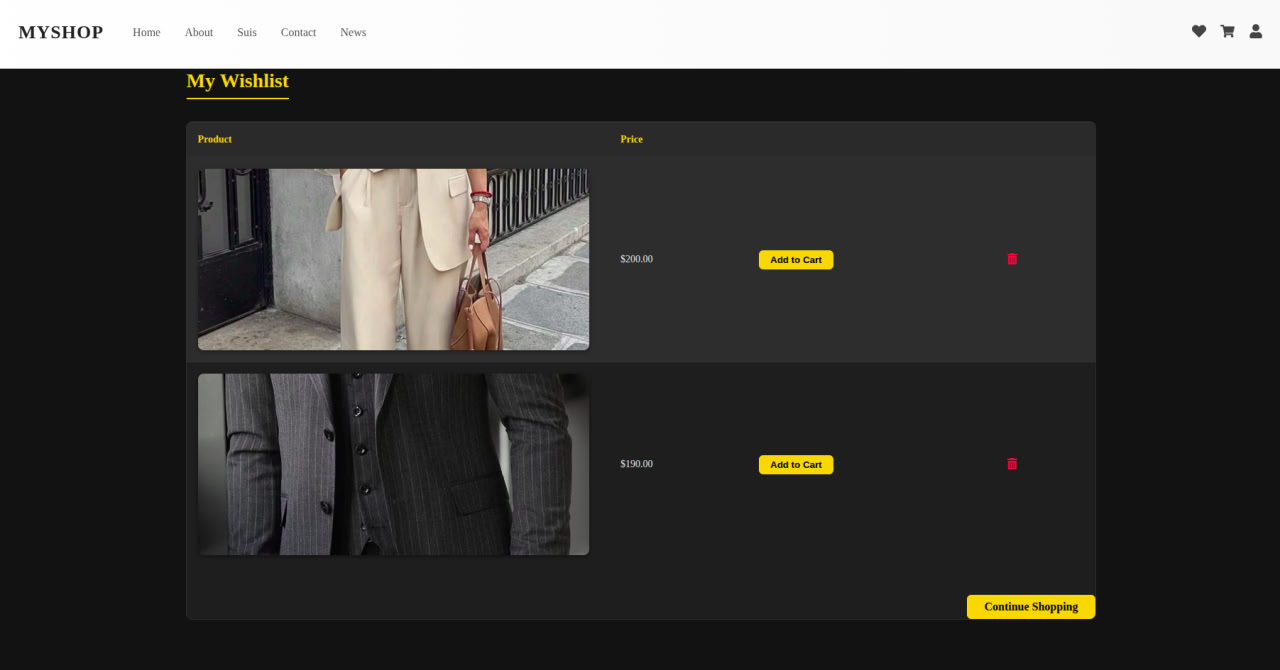 MYSHOP Home About Suis Contact News
My Wishlist
Product Price
$200.00 Add to Cart
$190.00 Add to Cart
Continue Shopping